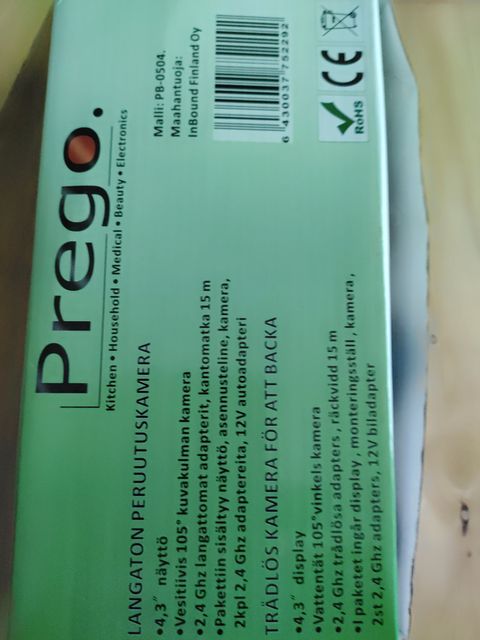 Prego.
Kitchen • Household • Medical • Beauty • Electronics
Malli: PB-0504.
Maahantuoja:
InBound Finland Oy
6 430037 752292
CE
RoHS
LANGATON PERUUTUSKAMERA
•4,3" näyttö
•Vesitiivis 105° kuvakulman kamera
•2,4 Ghz langattomat adapterit, kantomatka 15 m
•Pakettiin sisältyy näyttö, asennusteline, kamera,
2kpl 2,4 Ghz adaptereita, 12V autoadapteri
TRÄDLÖS KAMERA FÖR ATT BACKA
•4,3" display
•Vattentät 105°vinkels kamera
•2,4 Ghz trådlösa adapters, räckvidd 15 m
•I paketet ingår display, monteringsställ, kamera,
2st 2,4 Ghz adapters, 12V biladapter